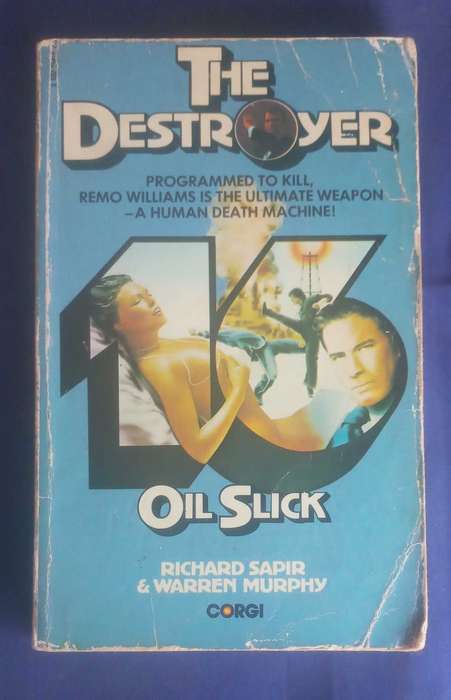 THE
DESTROYER
PROGRAMMED TO KILL,
REMO WILLIAMS IS THE ULTIMATE WEAPON
–A HUMAN DEATH MACHINE!
16
OIL SLICK
RICHARD SAPIR
& WARREN MURPHY
CORGI